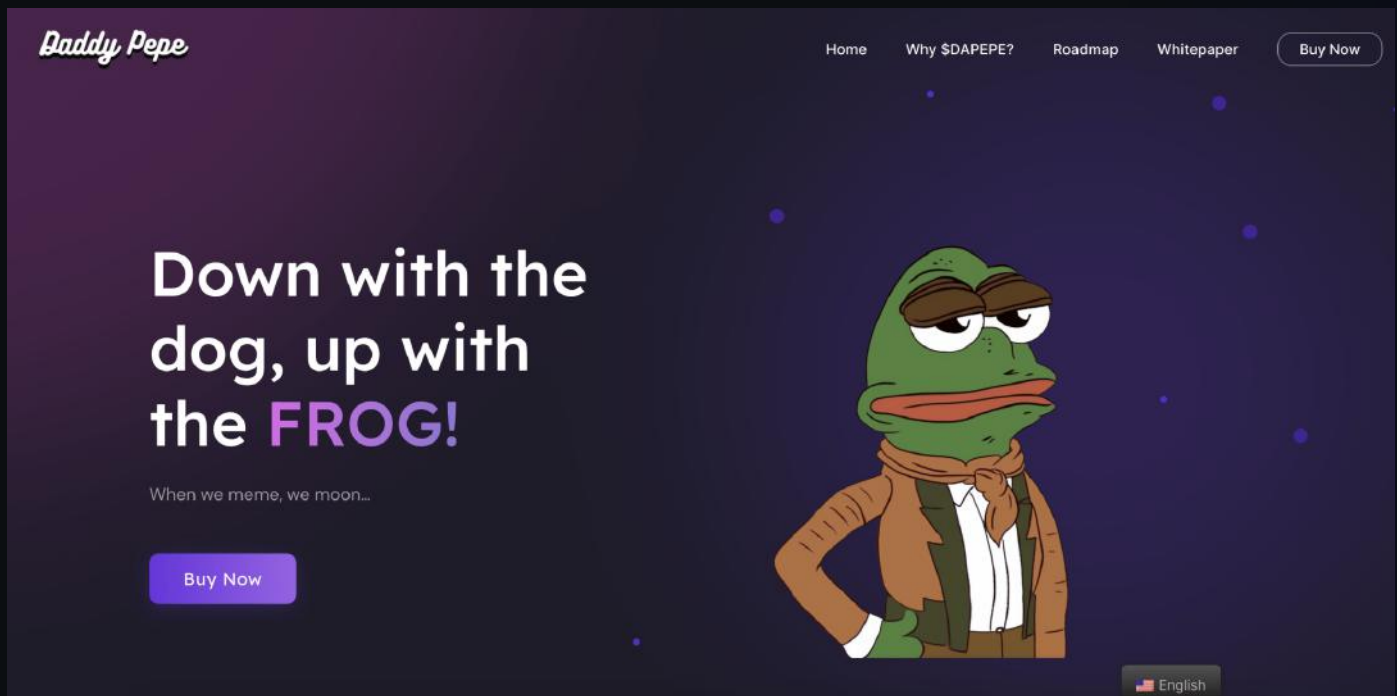 Daddy Pepe
Home Why $DAPEPE? Roadmap Whitepaper Buy Now
Down with the
dog, up with
the FROG!
When we meme, we moon...
Buy Now
English